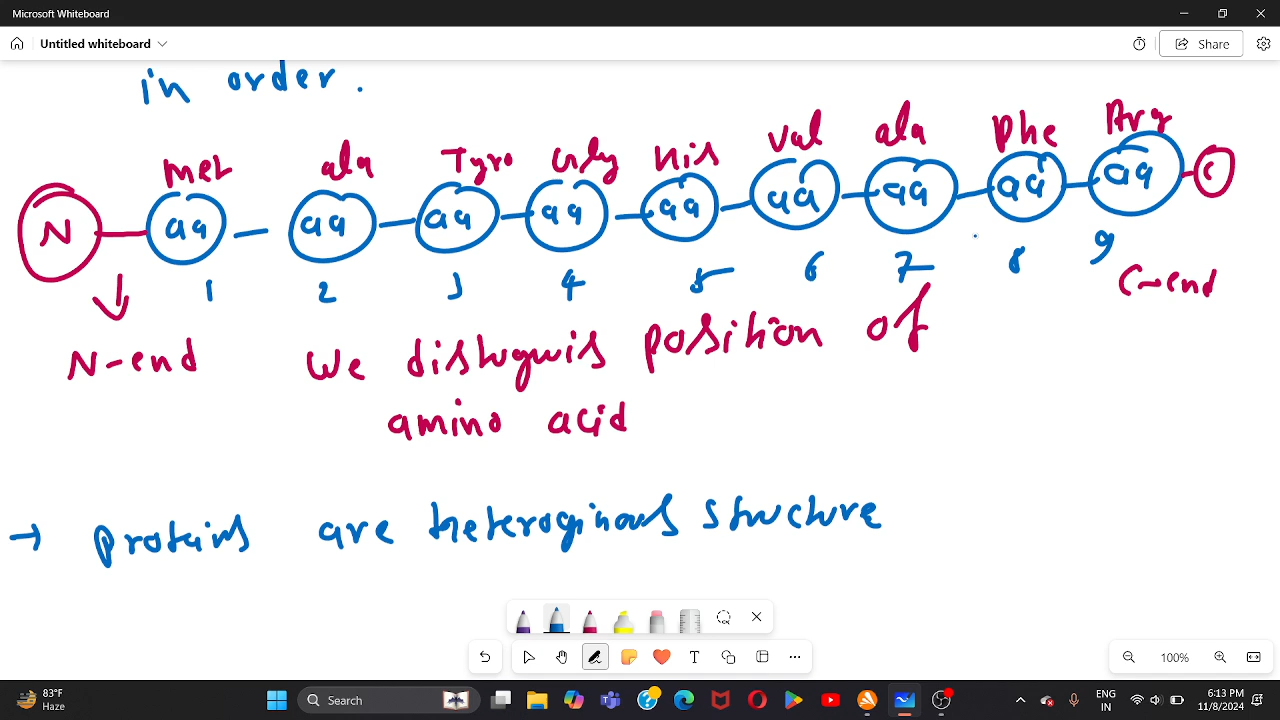 Microsoft Whiteboard
Untitled whiteboard
Share
in order.
Met ala Tyro Gly His Val ala Phe Arg
N aa aa aa aa aa aa aa aa aa C
1 2 3 4 5 6 7 8 9
C-end
N-end We distinguis position of
amino acid
→ proteins are heteroginous structure
100%
83°F
Haze
Search
ENG
IN
6:13 PM
11/8/2024